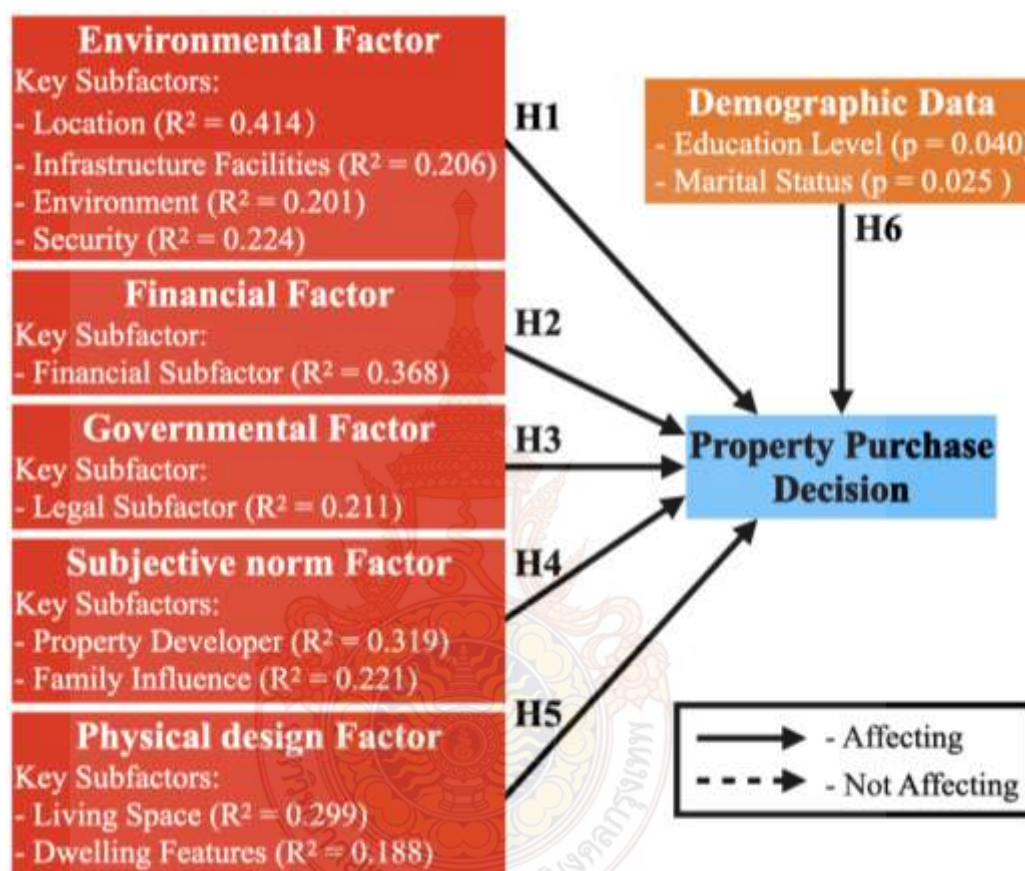 Environmental Factor
Key Subfactors:
- Location (R² = 0.414)
- Infrastructure Facilities (R² = 0.206)
- Environment (R² = 0.201)
- Security (R² = 0.224)
Financial Factor
Key Subfactor:
- Financial Subfactor (R² = 0.368)
Governmental Factor
Key Subfactor:
- Legal Subfactor (R² = 0.211)
Subjective norm Factor
Key Subfactors:
- Property Developer (R² = 0.319)
- Family Influence (R² = 0.221)
Physical design Factor
Key Subfactors:
- Living Space (R² = 0.299)
- Dwelling Features (R² = 0.188)
H1
H2
H3
H4
H5
Demographic Data
- Education Level (p = 0.040)
- Marital Status (p = 0.025 )
H6
Property Purchase
Decision
- Affecting
- Not Affecting